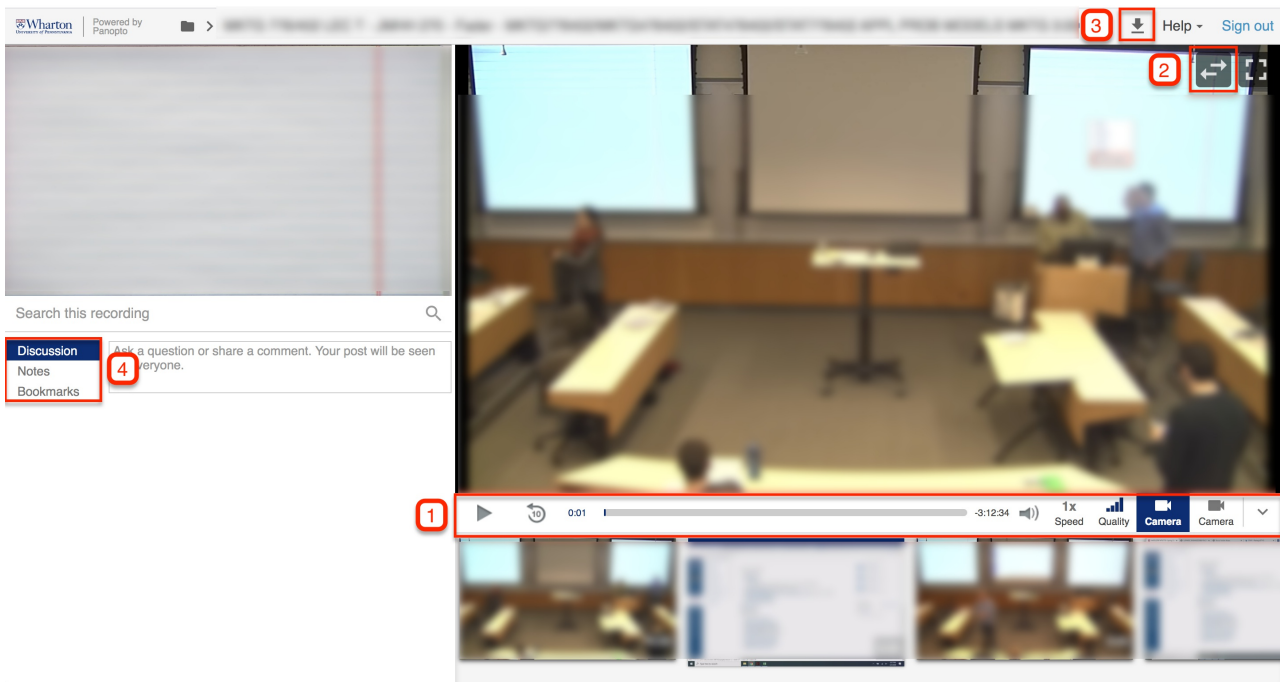 Wharton
University of Pennsylvania
Powered by
Panopto
3
Help
Sign out
2
Search this recording
Discussion
Notes
Bookmarks
4
Ask a question or share a comment. Your post will be seen
everyone.
1
10
0:01
-3:12:34
1x
Speed
Quality
Camera
Camera